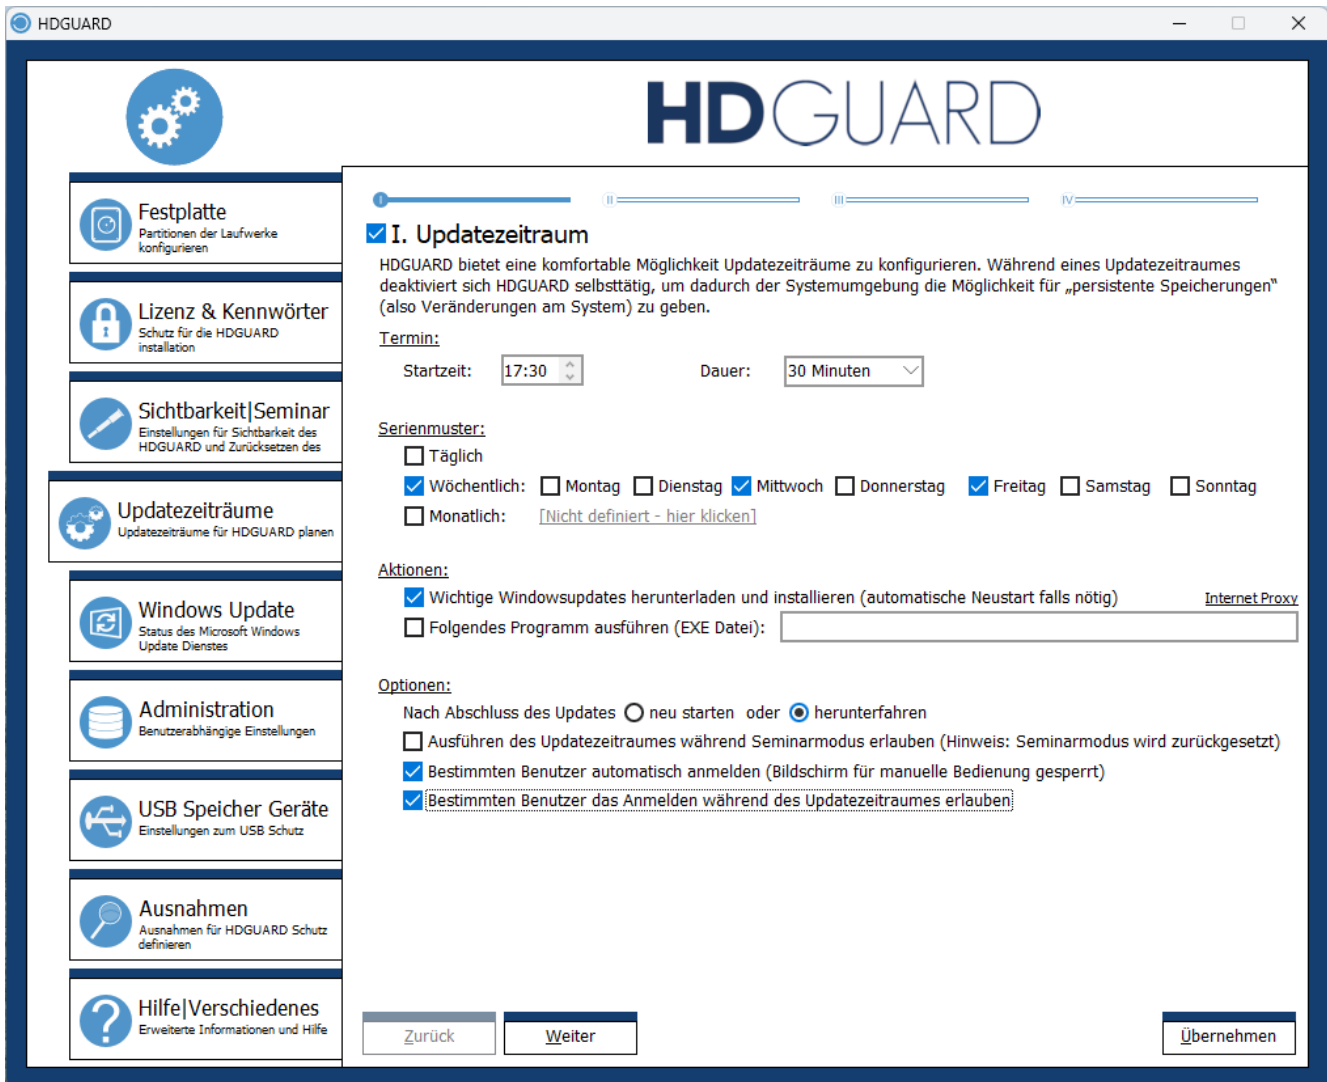 HDGUARD
HDGUARD
Festplatte
Partitionen der Laufwerke
konfigurieren
Lizenz & Kennwörter
Schutz für die HDGUARD
installation
Sichtbarkeit|Seminar
Einstellungen für Sichtbarkeit des
HDGUARD und Zurücksetzen des
Updatezeiträume
Updatezeiträume für HDGUARD planen
Windows Update
Status des Microsoft Windows
Update Dienstes
Administration
Benutzerabhängige Einstellungen
USB Speicher Geräte
Einstellungen zum USB Schutz
Ausnahmen
Ausnahmen für HDGUARD Schutz
definieren
Hilfe|Verschiedenes
Erweiterte Informationen und Hilfe
I II III IV
I. Updatezeitraum
HDGUARD bietet eine komfortable Möglichkeit Updatezeiträume zu konfigurieren. Während eines Updatezeitraumes
deaktiviert sich HDGUARD selbsttätig, um dadurch der Systemumgebung die Möglichkeit für „persistente Speicherungen“
(also Veränderungen am System) zu geben.
Termin:
Startzeit: 17:30 Dauer: 30 Minuten
Serienmuster:
Täglich
Wöchentlich: Montag Dienstag Mittwoch Donnerstag Freitag Samstag Sonntag
Monatlich: [Nicht definiert - hier klicken]
Aktionen:
Wichtige Windowsupdates herunterladen und installieren (automatische Neustart falls nötig) Internet Proxy
Folgendes Programm ausführen (EXE Datei):
Optionen:
Nach Abschluss des Updates neu starten oder herunterfahren
Ausführen des Updatezeitraumes während Seminarmodus erlauben (Hinweis: Seminarmodus wird zurückgesetzt)
Bestimmten Benutzer automatisch anmelden (Bildschirm für manuelle Bedienung gesperrt)
Bestimmten Benutzer das Anmelden während des Updatezeitraumes erlauben
Zurück Weiter Übernehmen